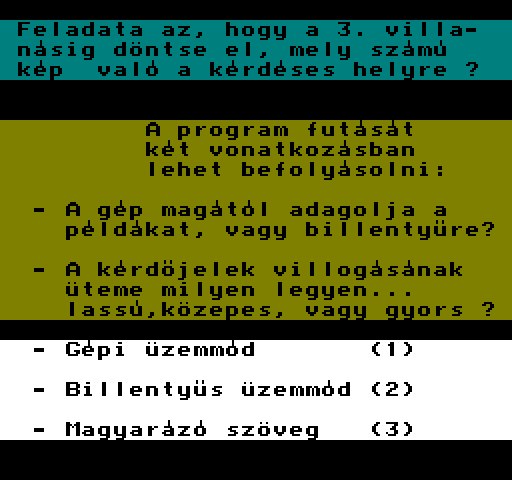 Feladata az, hogy a 3. villa-
násig döntse el, mely számú
kép  való a kérdéses helyre ?
A program futását
két vonatkozásban
lehet befolyásolni:
- A gép magától adagolja a
példákat, vagy billentyüre?
- A kérdöjelek villogásának
üteme milyen legyen...
lassú,közepes, vagy gyors ?
- Gépi üzemmód (1)
- Billentyüs üzemmód (2)
- Magyarázó szöveg (3)